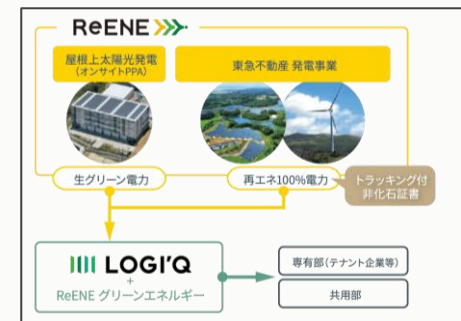 ReENE
屋根上太陽光発電
(オンサイトPPA)
東急不動産 発電事業
生グリーン電力
再エネ100%電力
トラッキング付
非化石証書
LOGI'Q
+
ReENE グリーンエネルギー
専有部(テナント企業等)
共用部